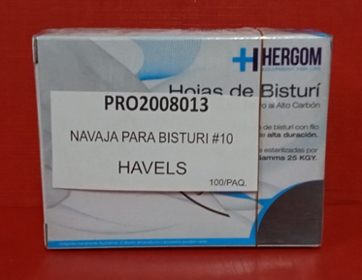 HERGOM
Hojas de Bisturí
ro al Alto Carbón
PRO2008013
NAVAJA PARA BISTURI #10
HAVELS
100/PAQ.
de bisturí con filo
e alta duración.
esterilizadas por
Gamma 25 KGY.